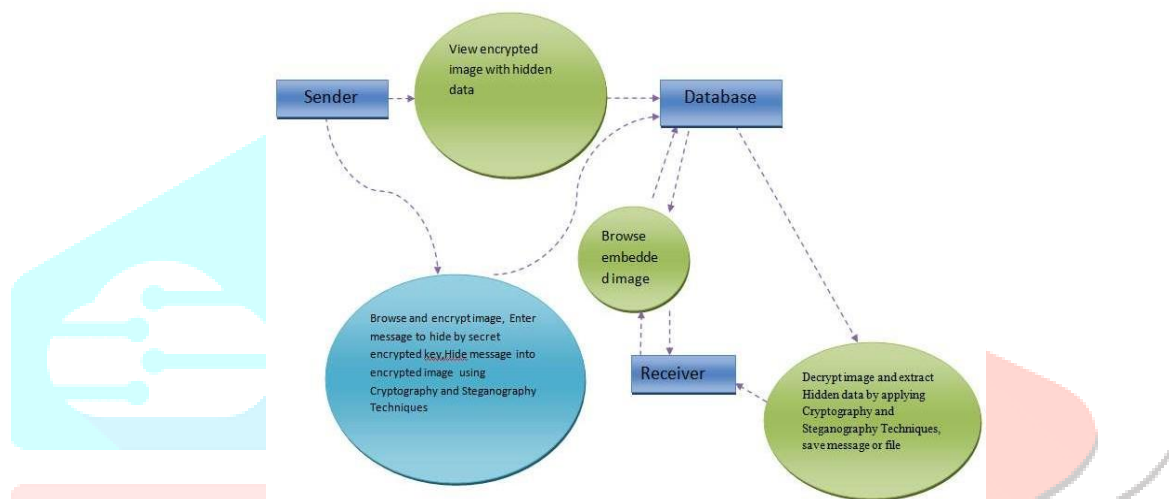 View encrypted
image with hidden
data
Sender
Database
Browse
embedde
d image
Browse and encrypt image, Enter
message to hide by secret
encrypted key,Hide message into
encrypted image using
Cryptography and Steganography
Techniques
Receiver
Decrypt image and extract
Hidden data by applying
Cryptography and
Steganography Techniques,
save message or file